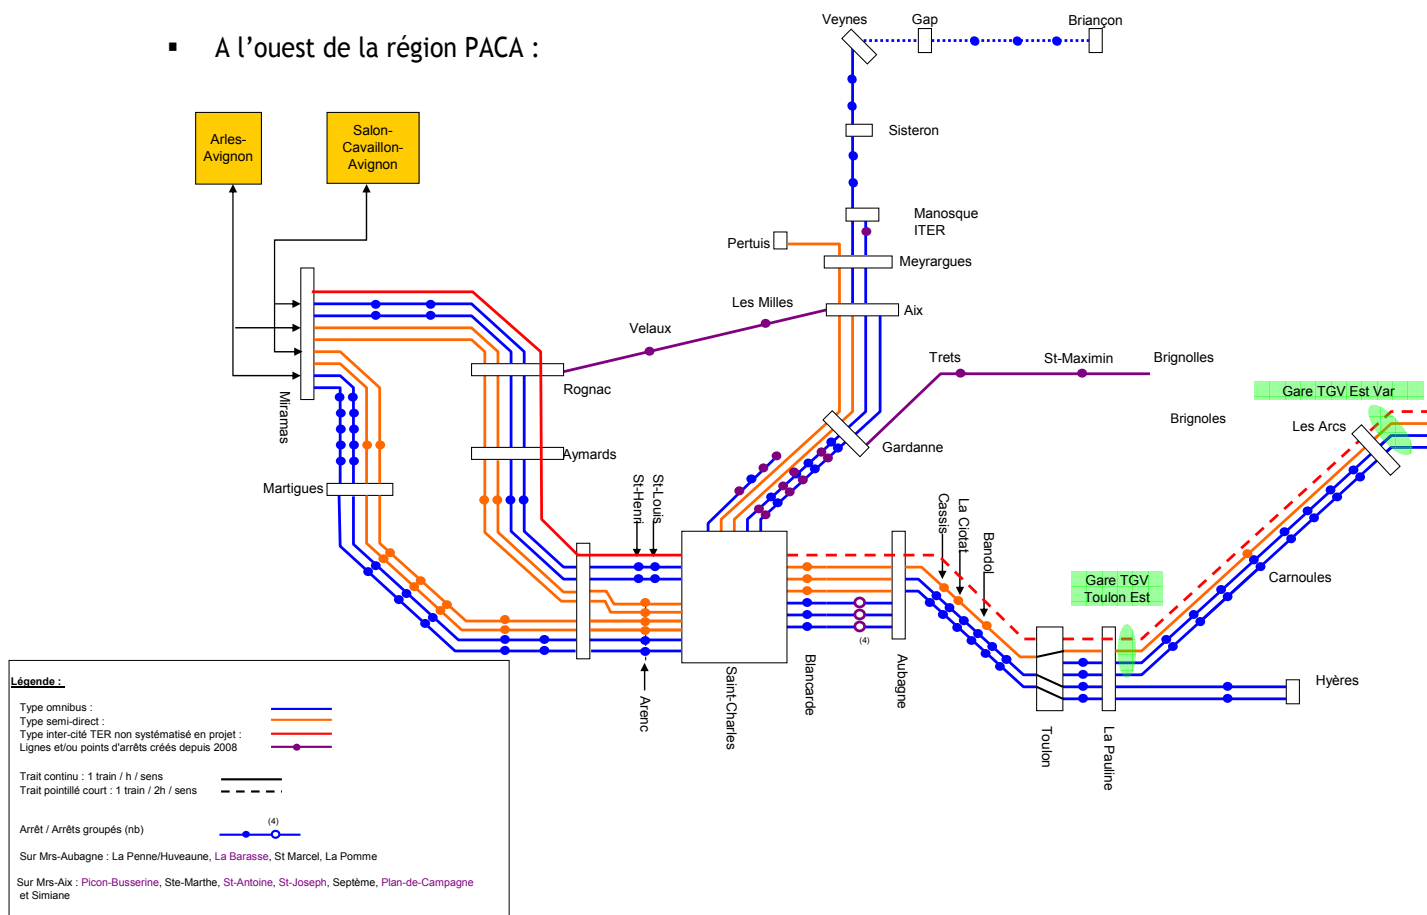 ▪ A l'ouest de la région PACA :
Veynes
Gap
Briançon
Arles-
Avignon
Salon-
Cavaillon-
Avignon
Sisteron
Manosque
ITER
Pertuis
Meyrargues
Les Milles
Aix
Velaux
Trets
St-Maximin
Brignolles
Rognac
Miramas
Gare TGV Est Var
Brignoles
Les Arcs
Gardanne
Aymards
Martigues
St-Henri
St-Louis
Cassis
La Ciotat
Bandol
Gare TGV
Toulon Est
Carnoules
(4)
Saint-Charles
Blancarde
Aubagne
Arenc
Toulon
La Pauline
Hyères
Légende :
Type omnibus :
Type semi-direct :
Type inter-cité TER non systématisé en projet :
Lignes et/ou points d'arrêts créés depuis 2008
Trait continu : 1 train / h / sens
Trait pointillé court : 1 train / 2h / sens
(4)
Arrêt / Arrêts groupés (nb)
Sur Mrs-Aubagne : La Penne/Huveaune, La Barasse, St Marcel, La Pomme
Sur Mrs-Aix : Picon-Busserine, Ste-Marthe, St-Antoine, St-Joseph, Septème, Plan-de-Campagne
et Simiane